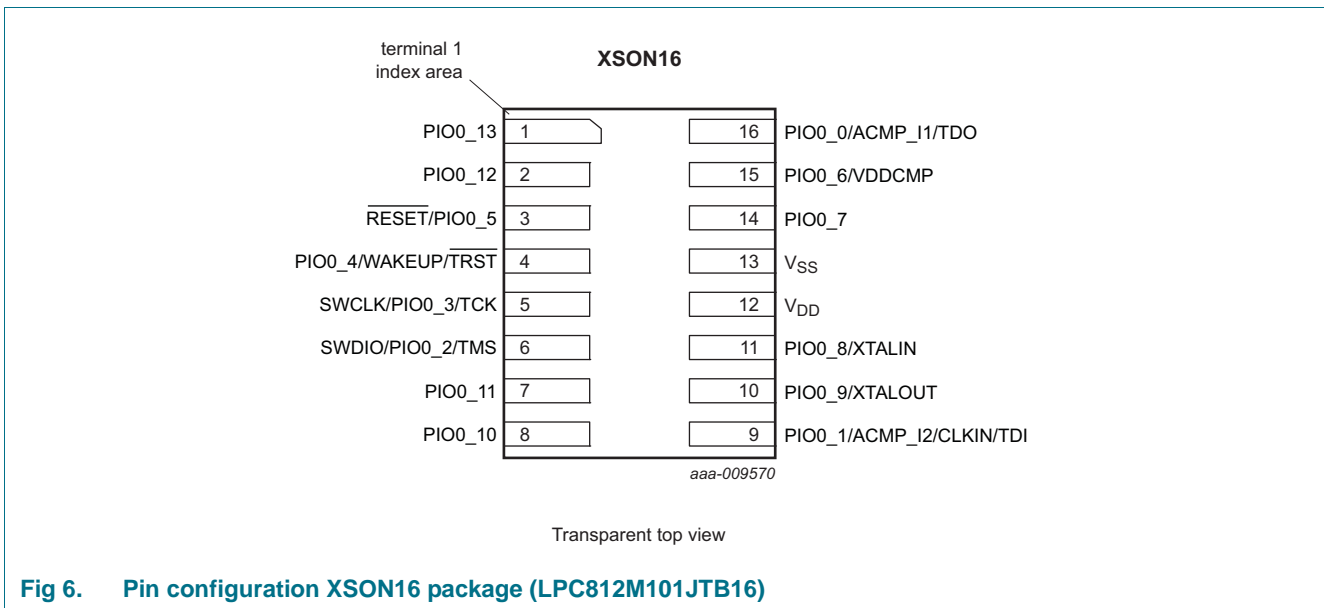 terminal 1
index area
XSON16
PIO0_13 1
16 PIO0_0/ACMP_I1/TDO
PIO0_12 2
15 PIO0_6/VDDCMP
RESET/PIO0_5 3
14 PIO0_7
PIO0_4/WAKEUP/TRST 4
13 VSS
SWCLK/PIO0_3/TCK 5
12 VDD
SWDIO/PIO0_2/TMS 6
11 PIO0_8/XTALIN
PIO0_11 7
10 PIO0_9/XTALOUT
PIO0_10 8
9 PIO0_1/ACMP_I2/CLKIN/TDI
aaa-009570
Transparent top view
Fig 6. Pin configuration XSON16 package (LPC812M101JTB16)